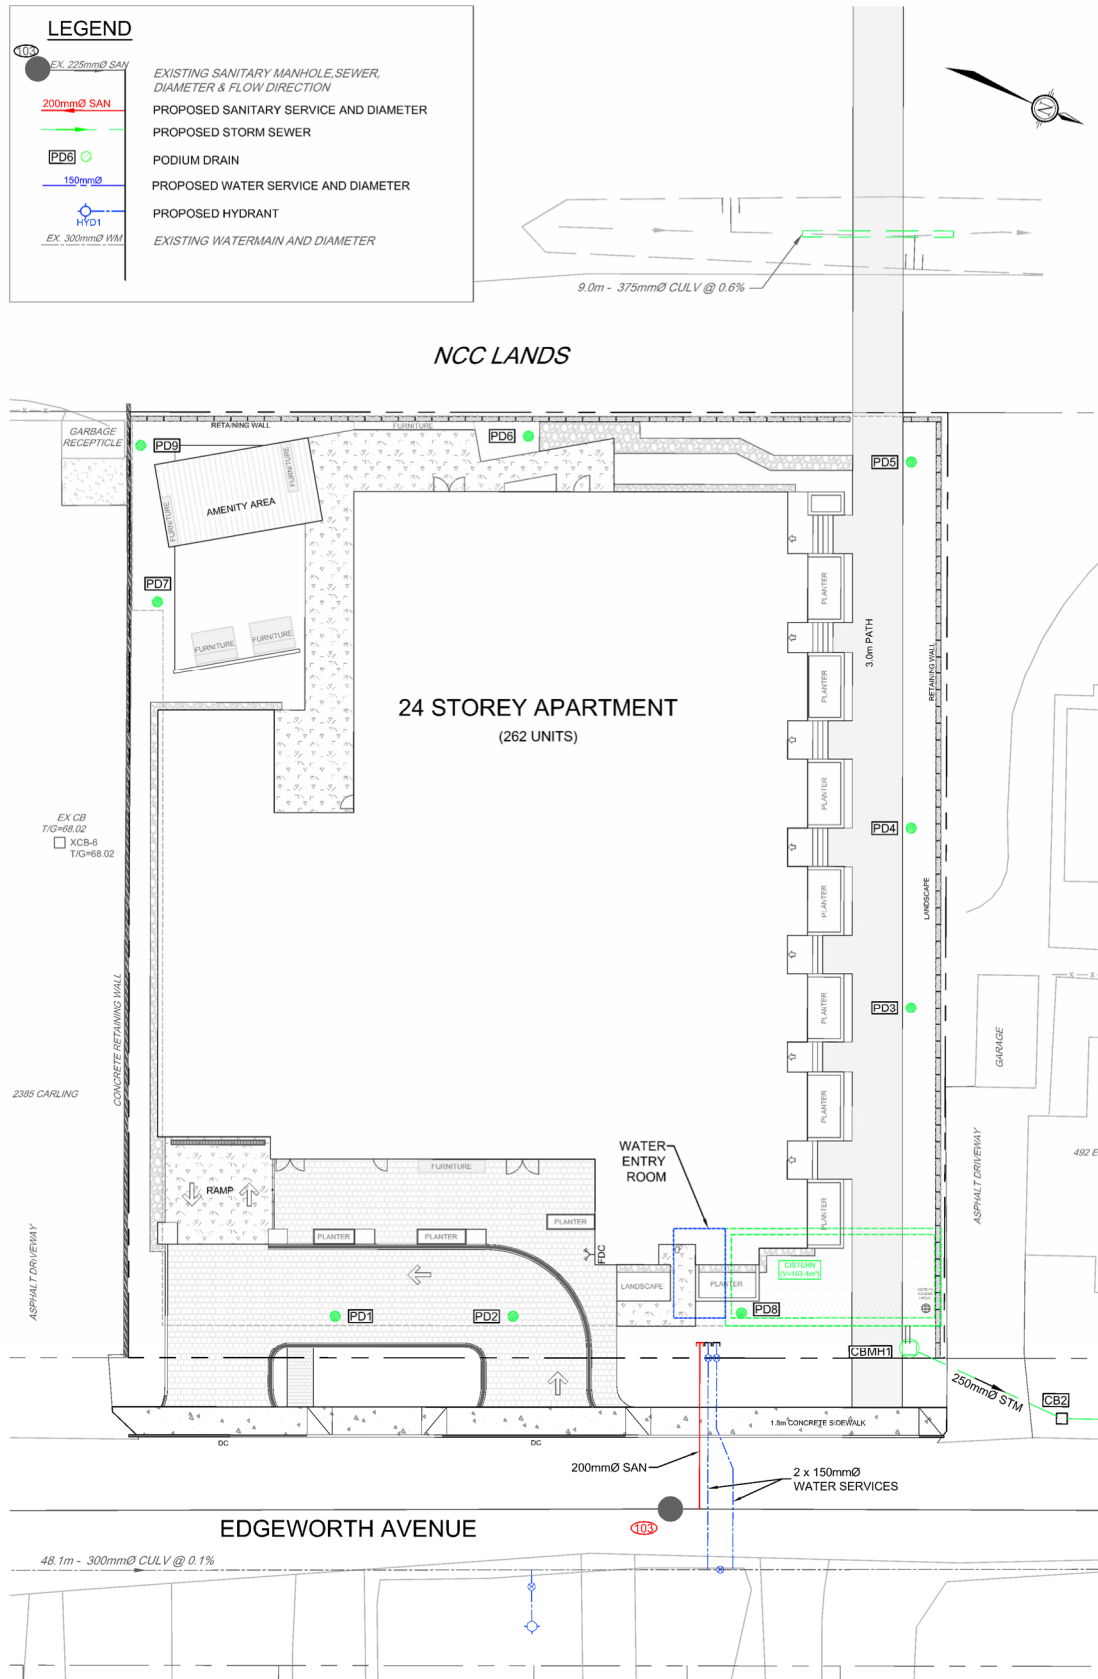 LEGEND
103
EX. 225mmØ SAN
EXISTING SANITARY MANHOLE,SEWER,
DIAMETER & FLOW DIRECTION
200mmØ SAN
PROPOSED SANITARY SERVICE AND DIAMETER
PROPOSED STORM SEWER
PD6
PODIUM DRAIN
150mmØ
PROPOSED WATER SERVICE AND DIAMETER
HYD1
PROPOSED HYDRANT
EX. 300mmØ WM
EXISTING WATERMAIN AND DIAMETER
N
9.0m - 375mmØ CULV @ 0.6%
NCC LANDS
X X
GARBAGE
RECEPTICLE
RETAINING WALL
FURNITURE
PD9
PD6
PD5
FURNITURE
AMENITY AREA
FURNITURE
PD7
PLANTER
FURNITURE
FURNITURE
3.0m PATH
RETAINING WALL
PLANTER
24 STOREY APARTMENT
(262 UNITS)
PLANTER
EX CB
T/G=68.02
XCB-6
T/G=68.02
PD4
PLANTER
LANDSCAPE
X X
CONCRETE RETAINING WALL
PLANTER
PD3
GARAGE
2385 CARLING
PLANTER
WATER
ENTRY
ROOM
492 E
ASPHALT DRIVEWAY
FURNITURE
RAMP
PLANTER
PLANTER
PLANTER
PLANTER
FDC
ASPHALT DRIVEWAY
CISTERN
(V=163.4m³)
LANDSCAPE
PLANTER
PD1
PD2
PD8
CBMH1
250mmØ STM
CB2
1.8m CONCRETE SIDEWALK
DC
DC
200mmØ SAN
2 x 150mmØ
WATER SERVICES
103
EDGEWORTH AVENUE
48.1m - 300mmØ CULV @ 0.1%